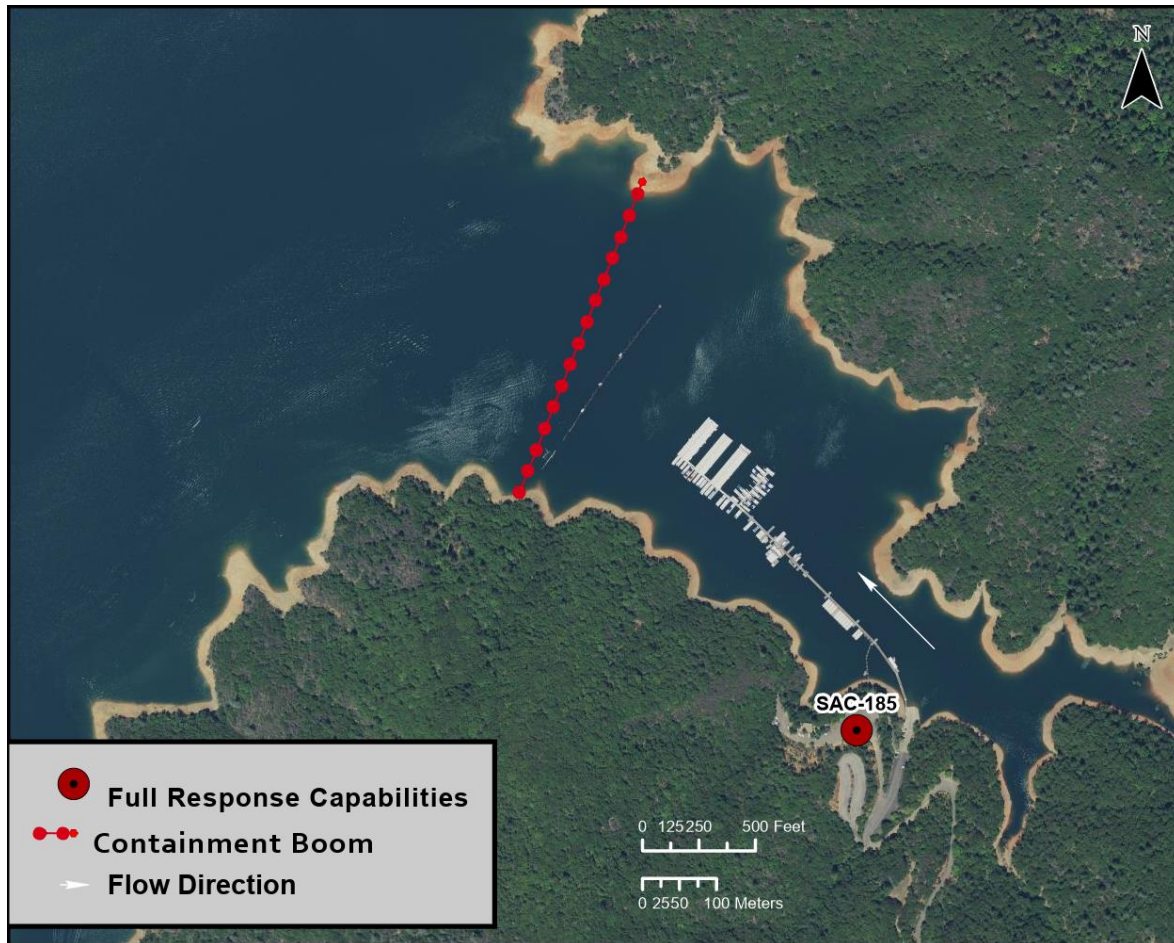 N
SAC-185
Full Response Capabilities
Containment Boom
Flow Direction
0 125250 500 Feet
0 2550 100 Meters